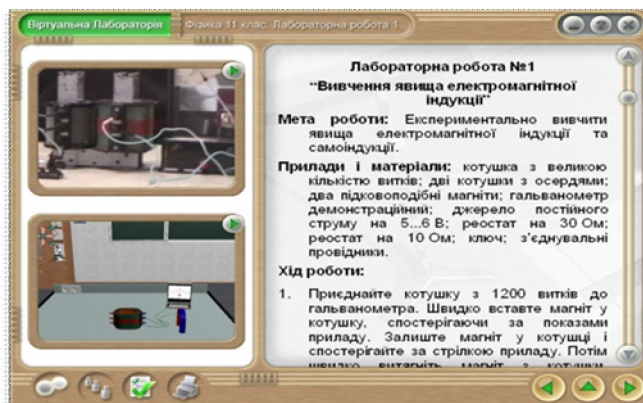 Віртуальна Лабораторія
Фізика 11 клас. Лабораторна робота 1
Лабораторна робота №1
“Вивчення явища електромагнітної
індукції”
Мета роботи: Експериментально вивчити
явища електромагнітної індукції та
самоіндукції.
Прилади і матеріали: котушка з великою
кількістю витків; дві котушки з осердями;
два підковоподібні магніти; гальванометр
демонстраційний; джерело постійного
струму на 5...6 В; реостат на 30 Ом;
реостат на 10 Ом; ключ; з’єднувальні
провідники.
Хід роботи:
1. Приєднайте котушку з 1200 витків до
гальванометра. Швидко вставте магніт у
котушку, спостерігаючи за показами
приладу. Залиште магніт у котушці і
спостерігайте за стрілкою приладу. Потім
швидко витягніть магніт з котушки,